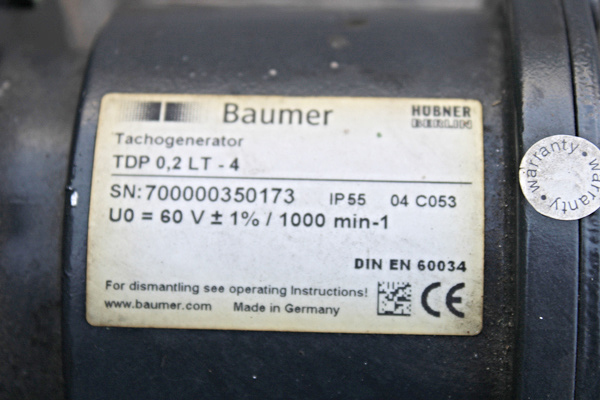 Baumer
HÜBNER
BERLIN
Tachogenerator
TDP 0,2 LT - 4
SN:700000350173 IP55 04 C053
U0 = 60 V ± 1% / 1000 min-1
DIN EN 60034
For dismantling see operating Instructions!
www.baumer.com Made in Germany
CE
warranty · warranty ·